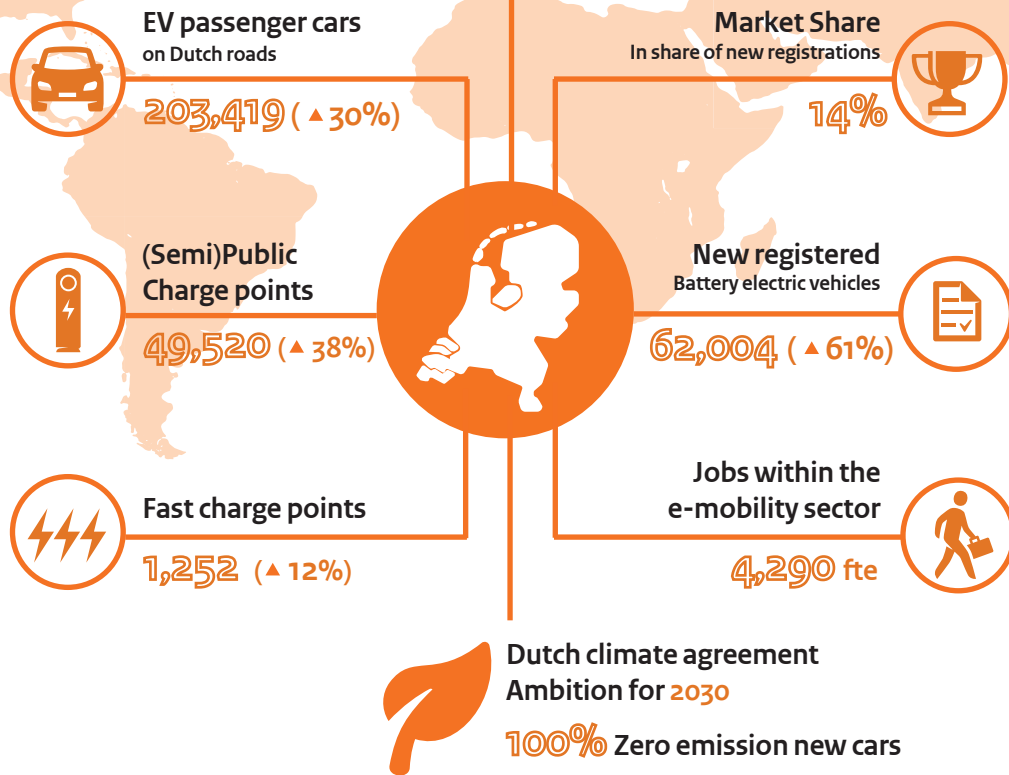 EV passenger cars
on Dutch roads
203,419 ( ▲ 30%)
Market Share
In share of new registrations
14%
(Semi)Public
Charge points
49,520 ( ▲ 38%)
New registered
Battery electric vehicles
62,004 ( ▲ 61%)
Fast charge points
1,252 ( ▲ 12%)
Jobs within the
e-mobility sector
4,290 fte
Dutch climate agreement
Ambition for 2030
100% Zero emission new cars